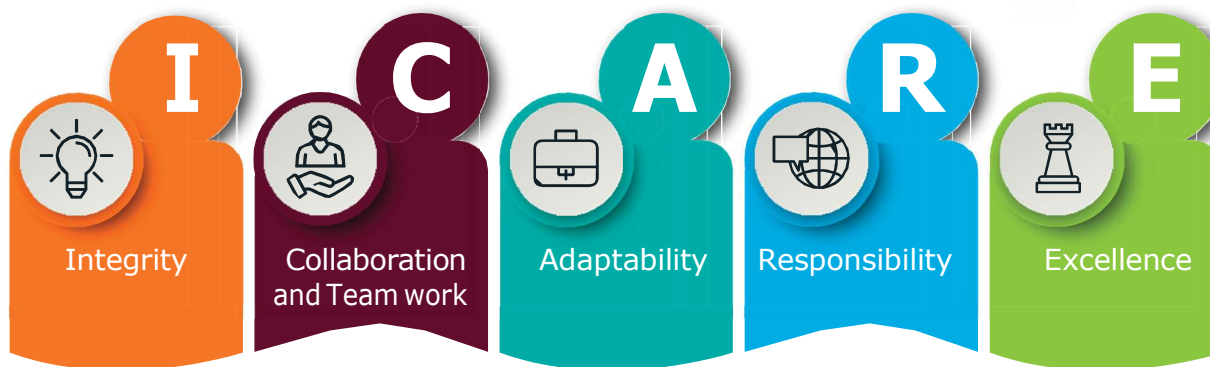 I
C
A
R
E
Integrity
Collaboration
and Team work
Adaptability
Responsibility
Excellence